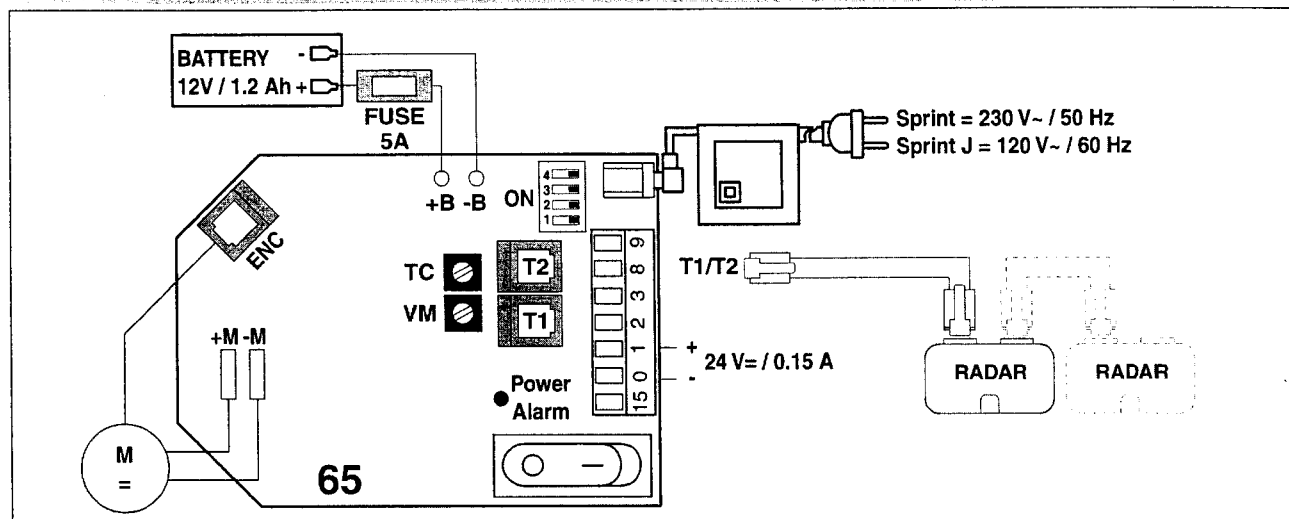 BATTERY -
12V / 1.2 Ah +
FUSE
5A
Sprint = 230 V~ / 50 Hz
Sprint J = 120 V~ / 60 Hz
+B -B
ON
4
3
2
1
ENC
TC
VM
T2
T1
9
8
3
2
1
0
15
+
-
24 V= / 0.15 A
T1/T2
RADAR
RADAR
+M -M
Power
Alarm
M
=
65